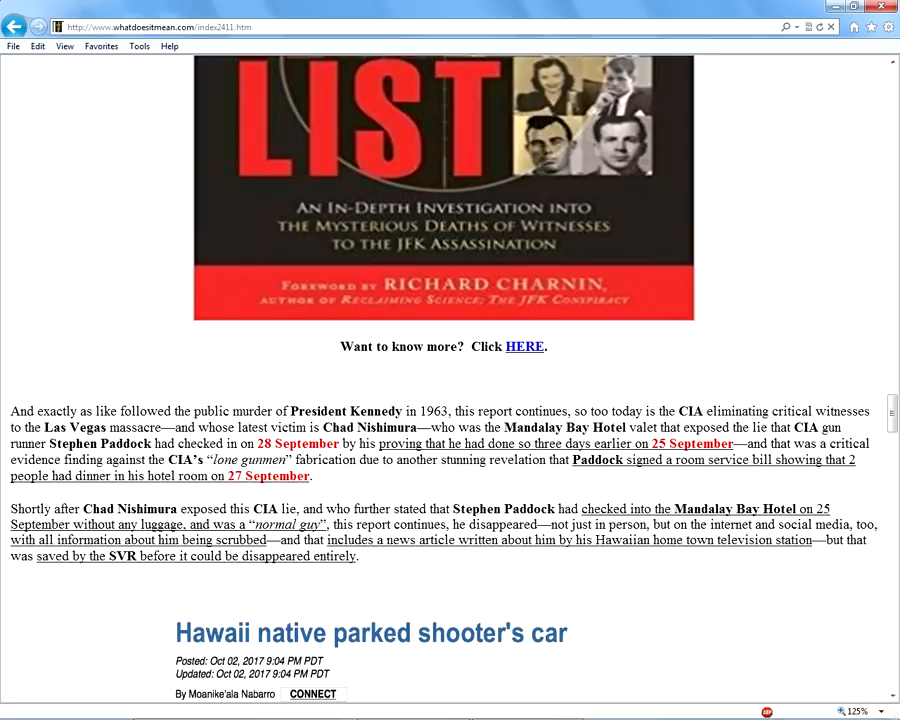 http://www.whatdoesitmean.com/index2411.htm
File Edit View Favorites Tools Help
LIST
AN IN-DEPTH INVESTIGATION INTO
THE MYSTERIOUS DEATHS OF WITNESSES
TO THE JFK ASSASSINATION
FOREWORD BY RICHARD CHARNIN,
AUTHOR OF RECLAIMING SCIENCE: THE JFK CONSPIRACY
Want to know more? Click HERE.
And exactly as like followed the public murder of President Kennedy in 1963, this report continues, so too today is the CIA eliminating critical witnesses
to the Las Vegas massacre—and whose latest victim is Chad Nishimura—who was the Mandalay Bay Hotel valet that exposed the lie that CIA gun
runner Stephen Paddock had checked in on 28 September by his proving that he had done so three days earlier on 25 September—and that was a critical
evidence finding against the CIA's “lone gunmen” fabrication due to another stunning revelation that Paddock signed a room service bill showing that 2
people had dinner in his hotel room on 27 September.
Shortly after Chad Nishimura exposed this CIA lie, and who further stated that Stephen Paddock had checked into the Mandalay Bay Hotel on 25
September without any luggage, and was a “normal guy”, this report continues, he disappeared—not just in person, but on the internet and social media, too,
with all information about him being scrubbed—and that includes a news article written about him by his Hawaiian home town television station—but that
was saved by the SVR before it could be disappeared entirely.
Hawaii native parked shooter's car
Posted: Oct 02, 2017 9:04 PM PDT
Updated: Oct 02, 2017 9:04 PM PDT
By Moanike'ala Nabarro CONNECT
ABP
125%